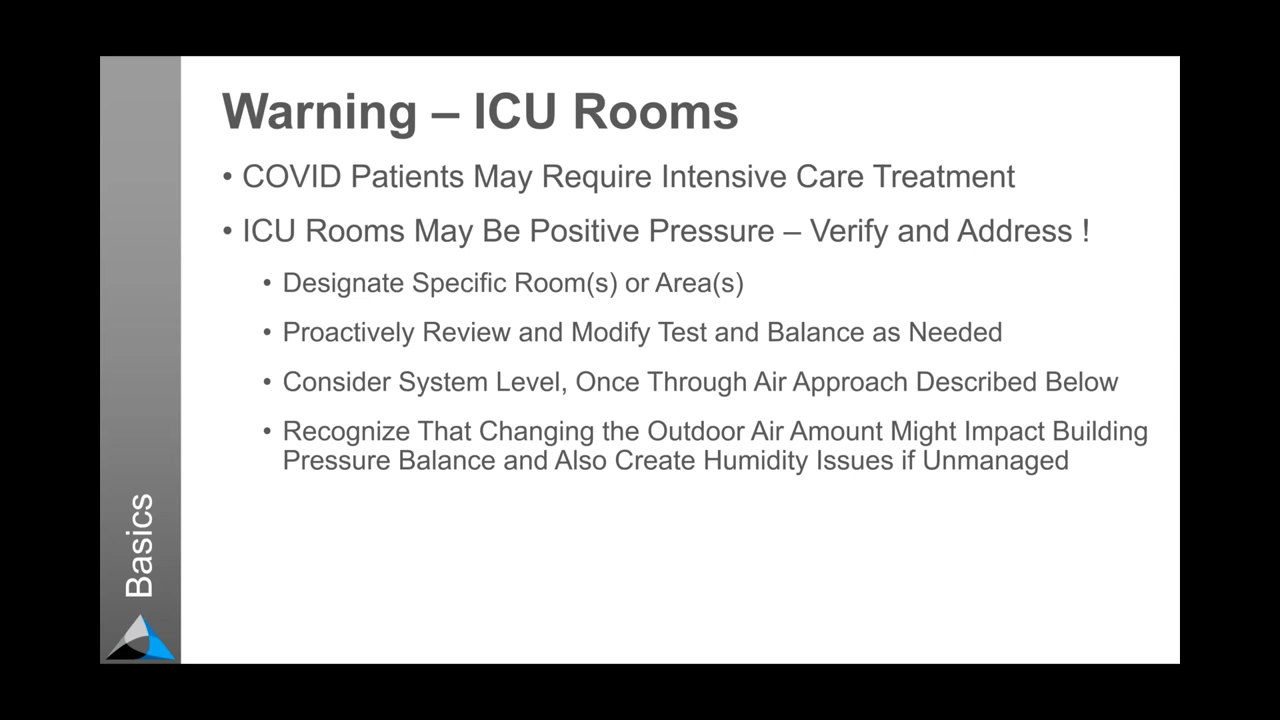 Warning – ICU Rooms
• COVID Patients May Require Intensive Care Treatment
• ICU Rooms May Be Positive Pressure – Verify and Address !
• Designate Specific Room(s) or Area(s)
• Proactively Review and Modify Test and Balance as Needed
• Consider System Level, Once Through Air Approach Described Below
• Recognize That Changing the Outdoor Air Amount Might Impact Building
Pressure Balance and Also Create Humidity Issues if Unmanaged
Basics